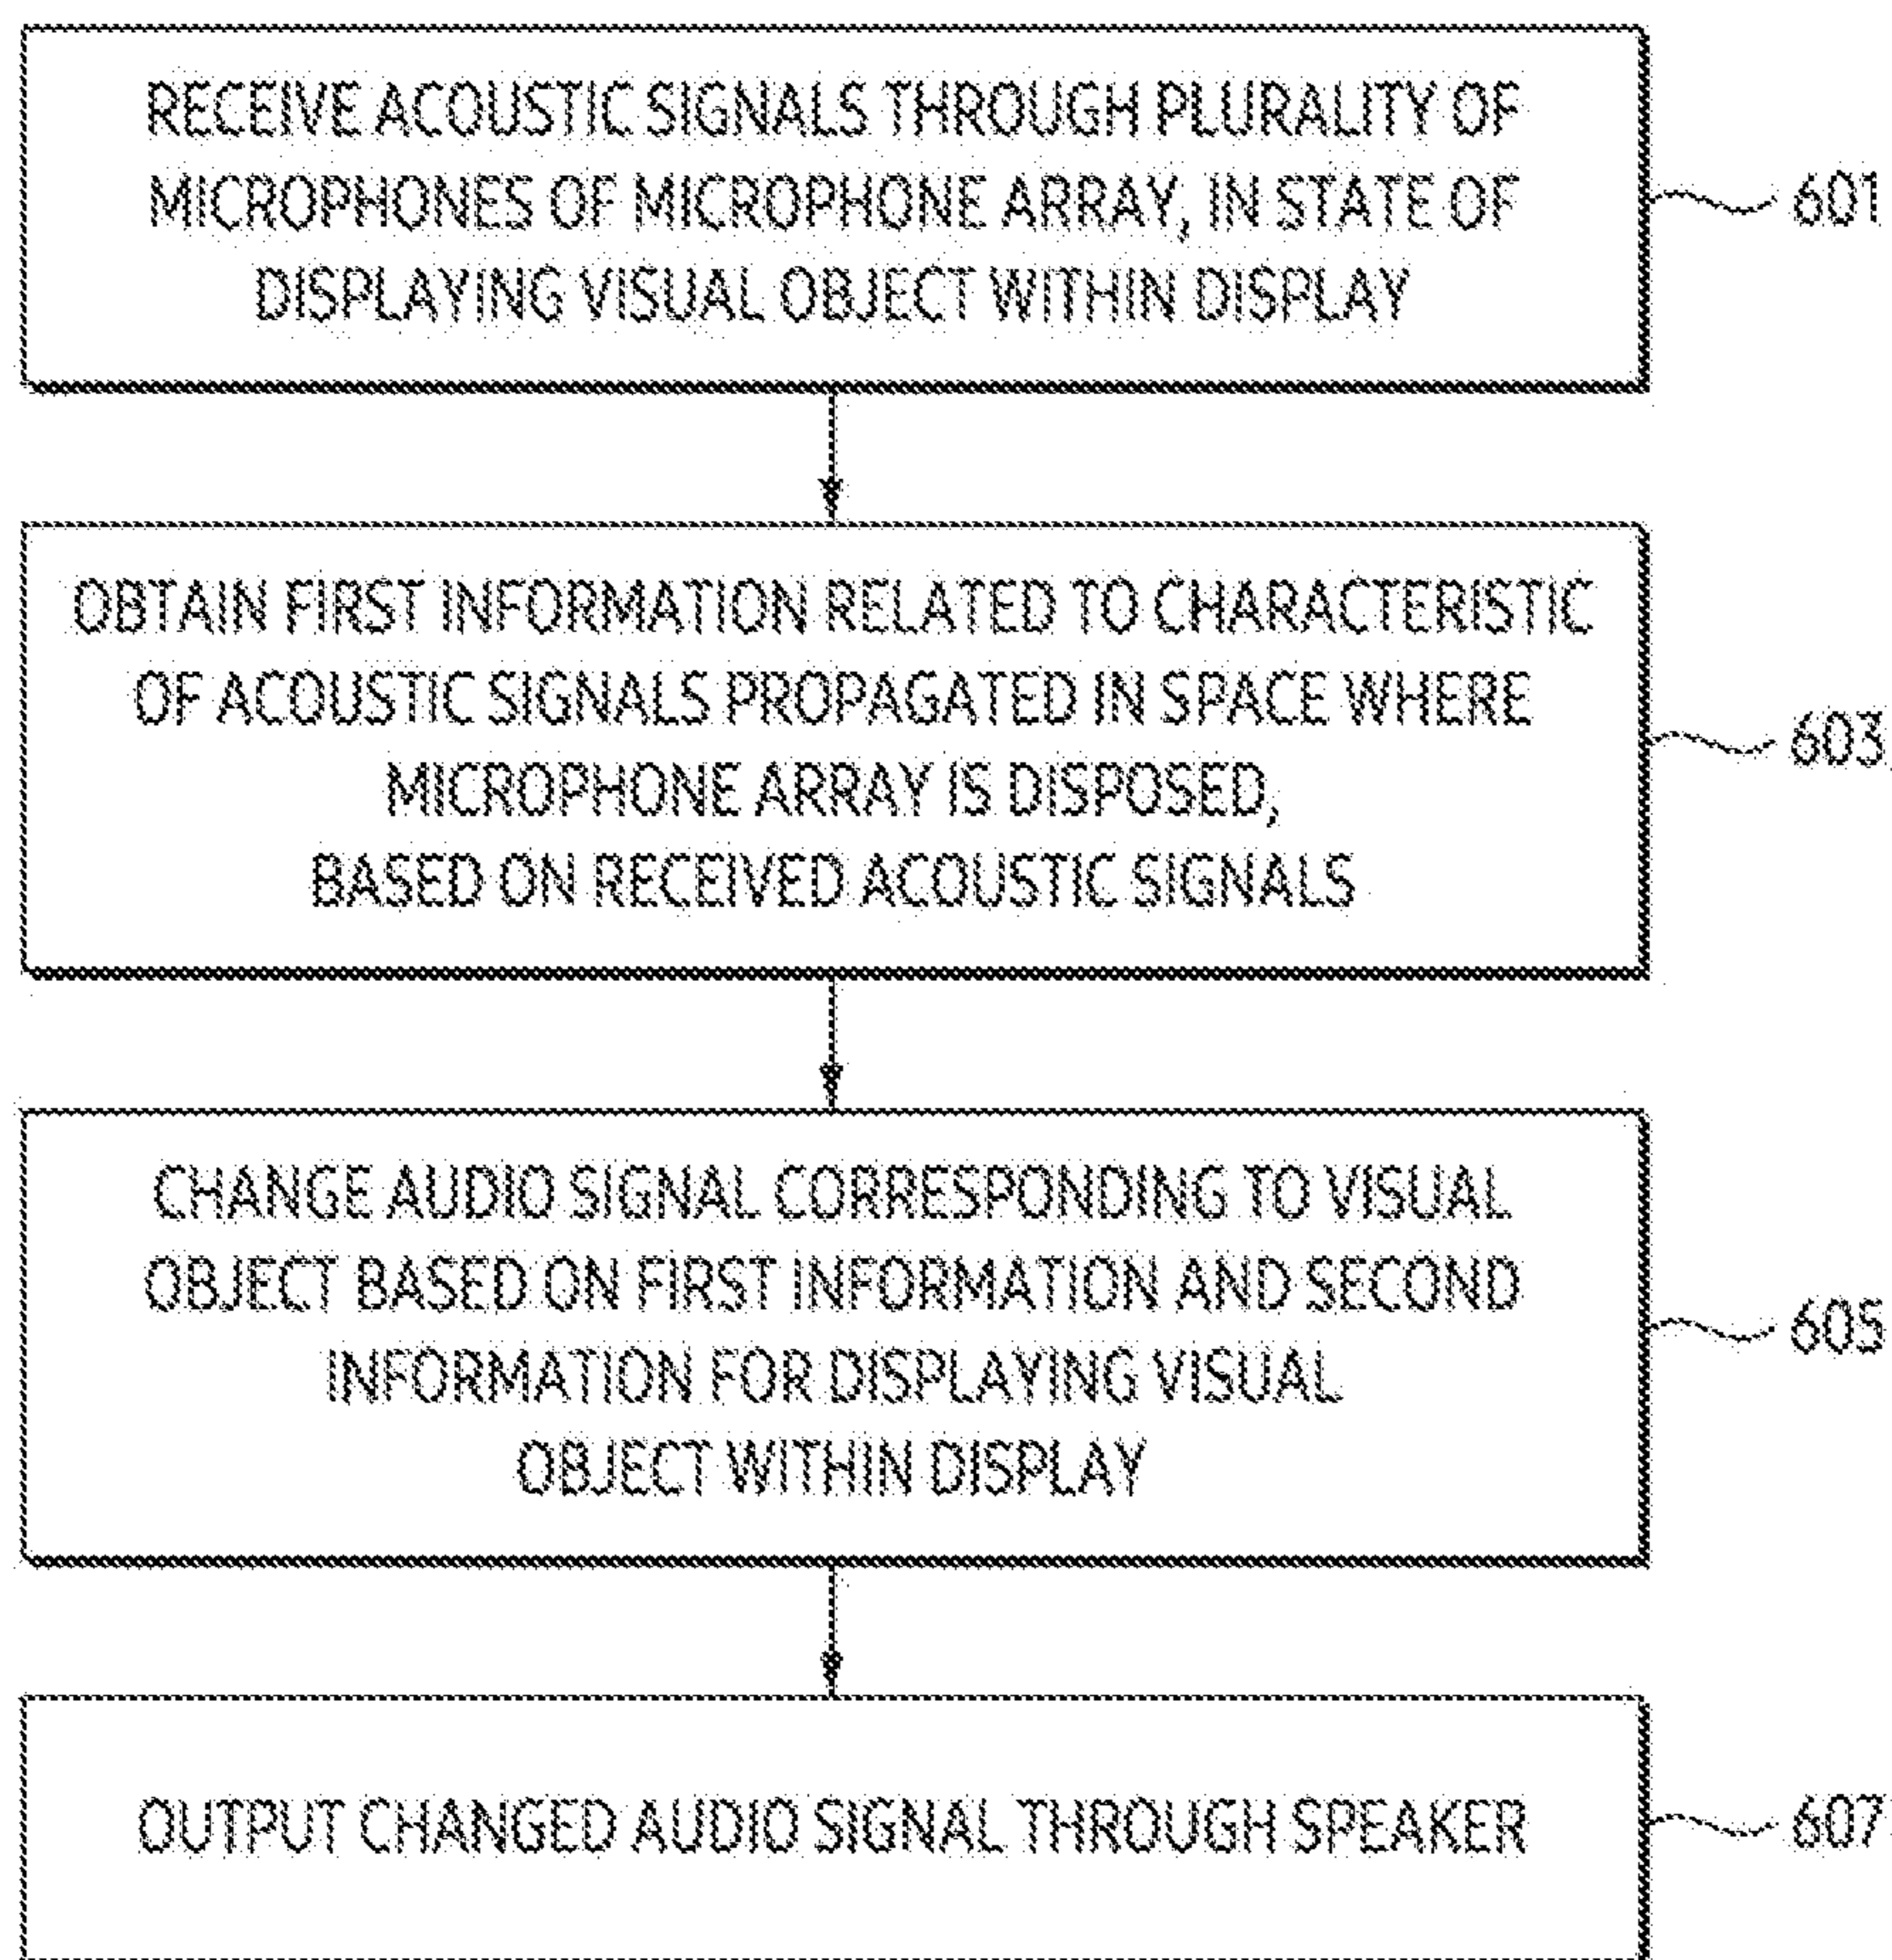 RECEIVE ACOUSTIC SIGNALS THROUGH PLURALITY OF
MICROPHONES OF MICROPHONE ARRAY, IN STATE OF
DISPLAYING VISUAL OBJECT WITHIN DISPLAY
601
OBTAIN FIRST INFORMATION RELATED TO CHARACTERISTIC
OF ACOUSTIC SIGNALS PROPAGATED IN SPACE WHERE
MICROPHONE ARRAY IS DISPOSED,
BASED ON RECEIVED ACOUSTIC SIGNALS
603
CHANGE AUDIO SIGNAL CORRESPONDING TO VISUAL
OBJECT BASED ON FIRST INFORMATION AND SECOND
INFORMATION FOR DISPLAYING VISUAL
OBJECT WITHIN DISPLAY
605
OUTPUT CHANGED AUDIO SIGNAL THROUGH SPEAKER
607